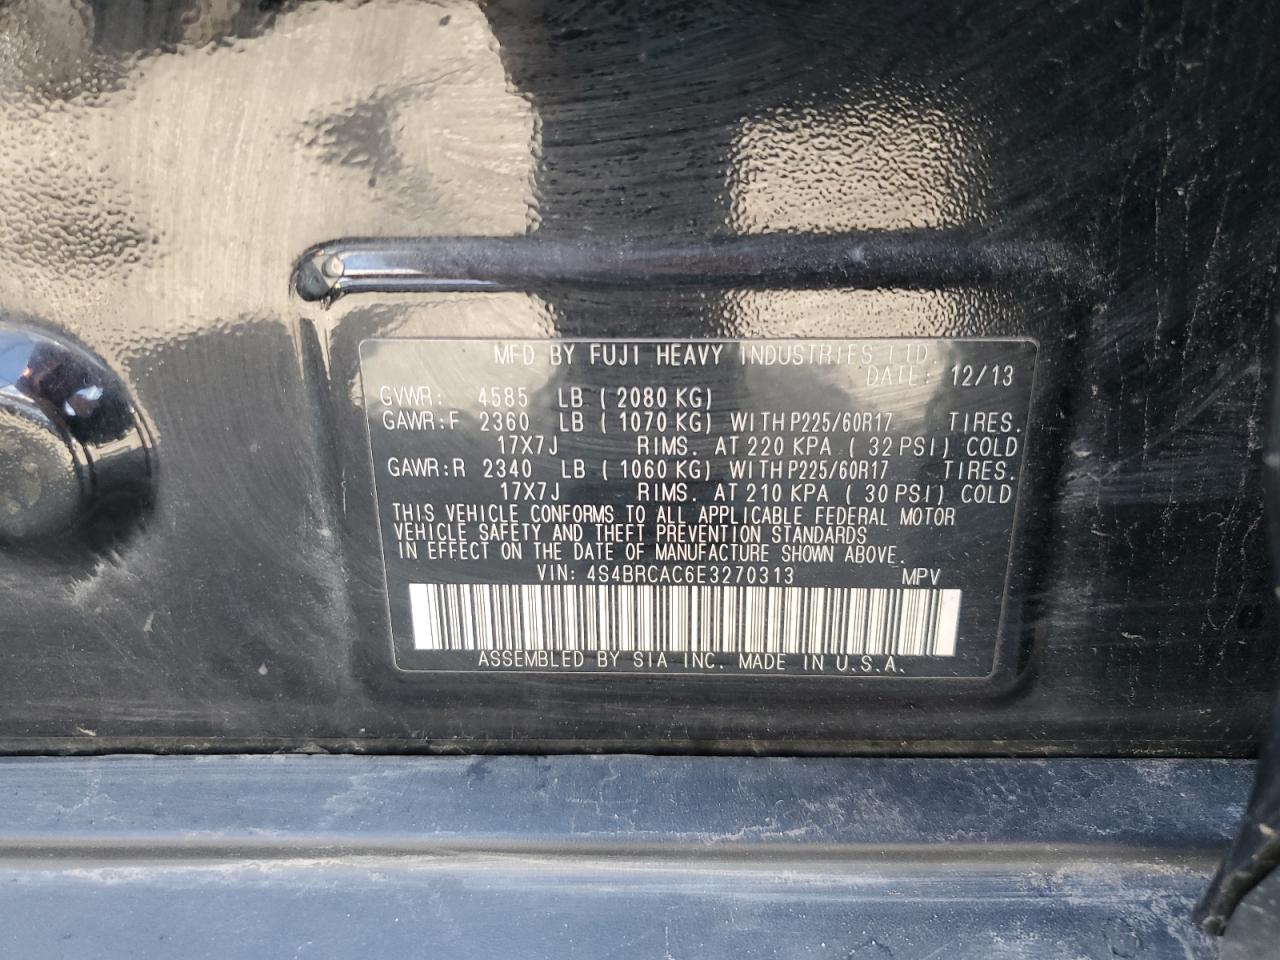 MFD BY FUJI HEAVY INDUSTRIES LTD.
DATE: 12/13
GVWR: 4585 LB ( 2080 KG)
GAWR:F 2360 LB ( 1070 KG) WITH P225/60R17 TIRES.
17X7J RIMS. AT 220 KPA ( 32 PSI) COLD
GAWR:R 2340 LB ( 1060 KG) WITH P225/60R17 TIRES.
17X7J RIMS. AT 210 KPA ( 30 PSI) COLD
THIS VEHICLE CONFORMS TO ALL APPLICABLE FEDERAL MOTOR
VEHICLE SAFETY AND THEFT PREVENTION STANDARDS
IN EFFECT ON THE DATE OF MANUFACTURE SHOWN ABOVE.
VIN: 4S4BRCAC6E3270313 MPV
ASSEMBLED BY SIA INC. MADE IN U.S.A.